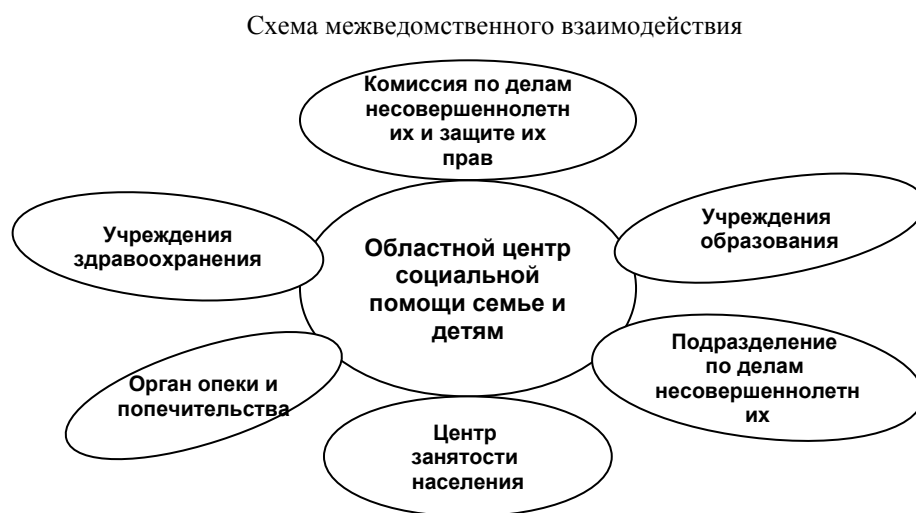 Схема межведомственного взаимодействия
Комиссия по делам
несовершеннолетн
их и защите их
прав
Учреждения
здравоохранения
Областной центр
социальной
помощи семье и
детям
Учреждения
образования
Орган опеки и
попечительства
Подразделение
по делам
несовершеннолетн
их
Центр
занятости
населения